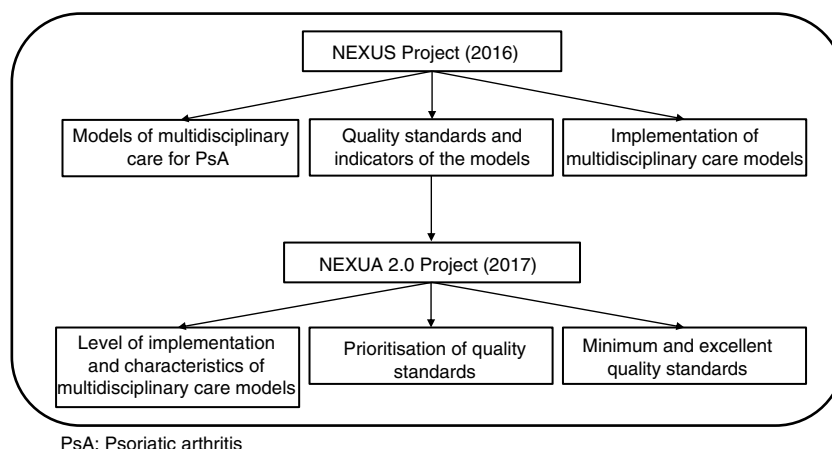 NEXUS Project (2016)
Models of multidisciplinary
care for PsA
Quality standards and
indicators of the models
Implementation of
multidisciplinary care models
NEXUA 2.0 Project (2017)
Level of implementation
and characteristics of
multidisciplinary care models
Prioritisation of quality
standards
Minimum and excellent
quality standards
PsA: Psoriatic arthritis